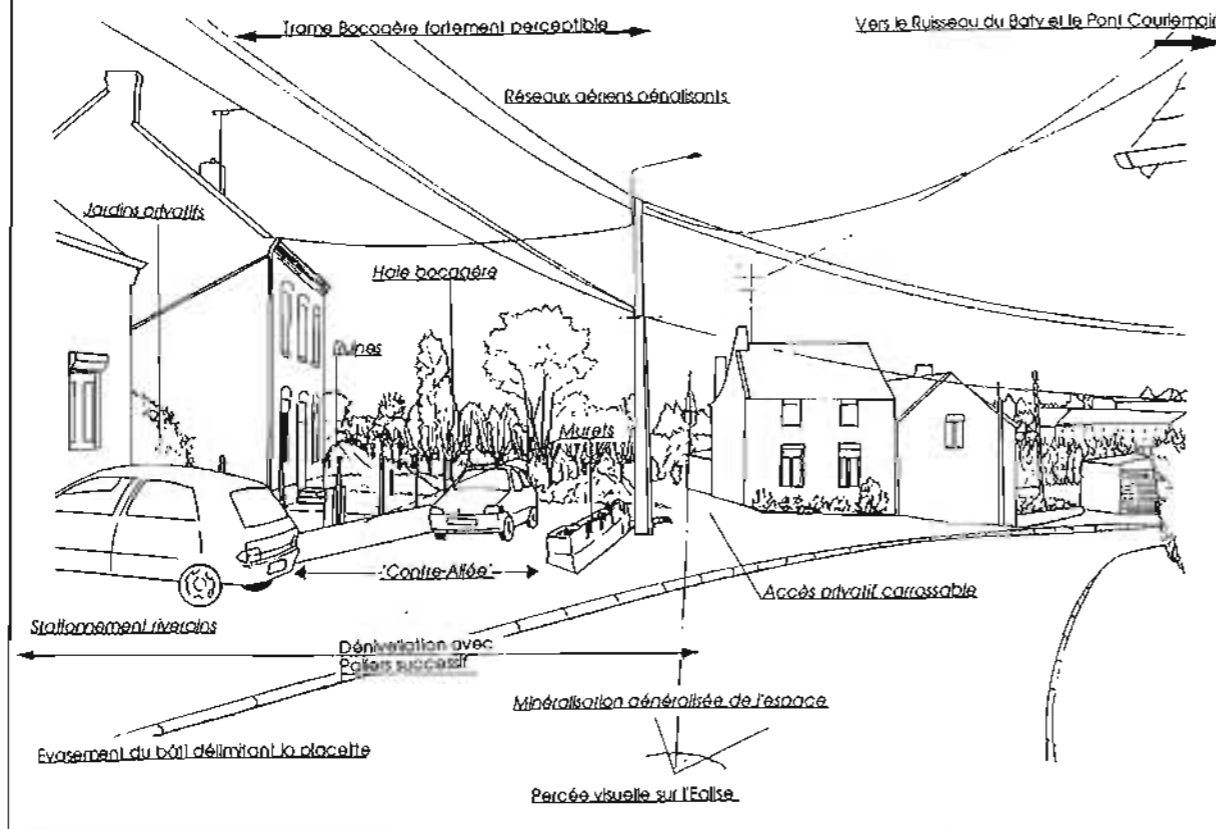 Trame Bocagère fortement perceptible
Vers le Ruisseau du Baty et le Pont Courlemain
Réseaux aériens pénalisants
Jardins privatifs
Haie bocagère
Ruines
Murets
"Contre-Allée"
Accès privatif carrossable
Stationnement riverains
Dénivellation avec
Paliers successif
Minéralisation généralisée de l'espace
Evasement du bâti délimitant la placette
Percée visuelle sur l'Eglise